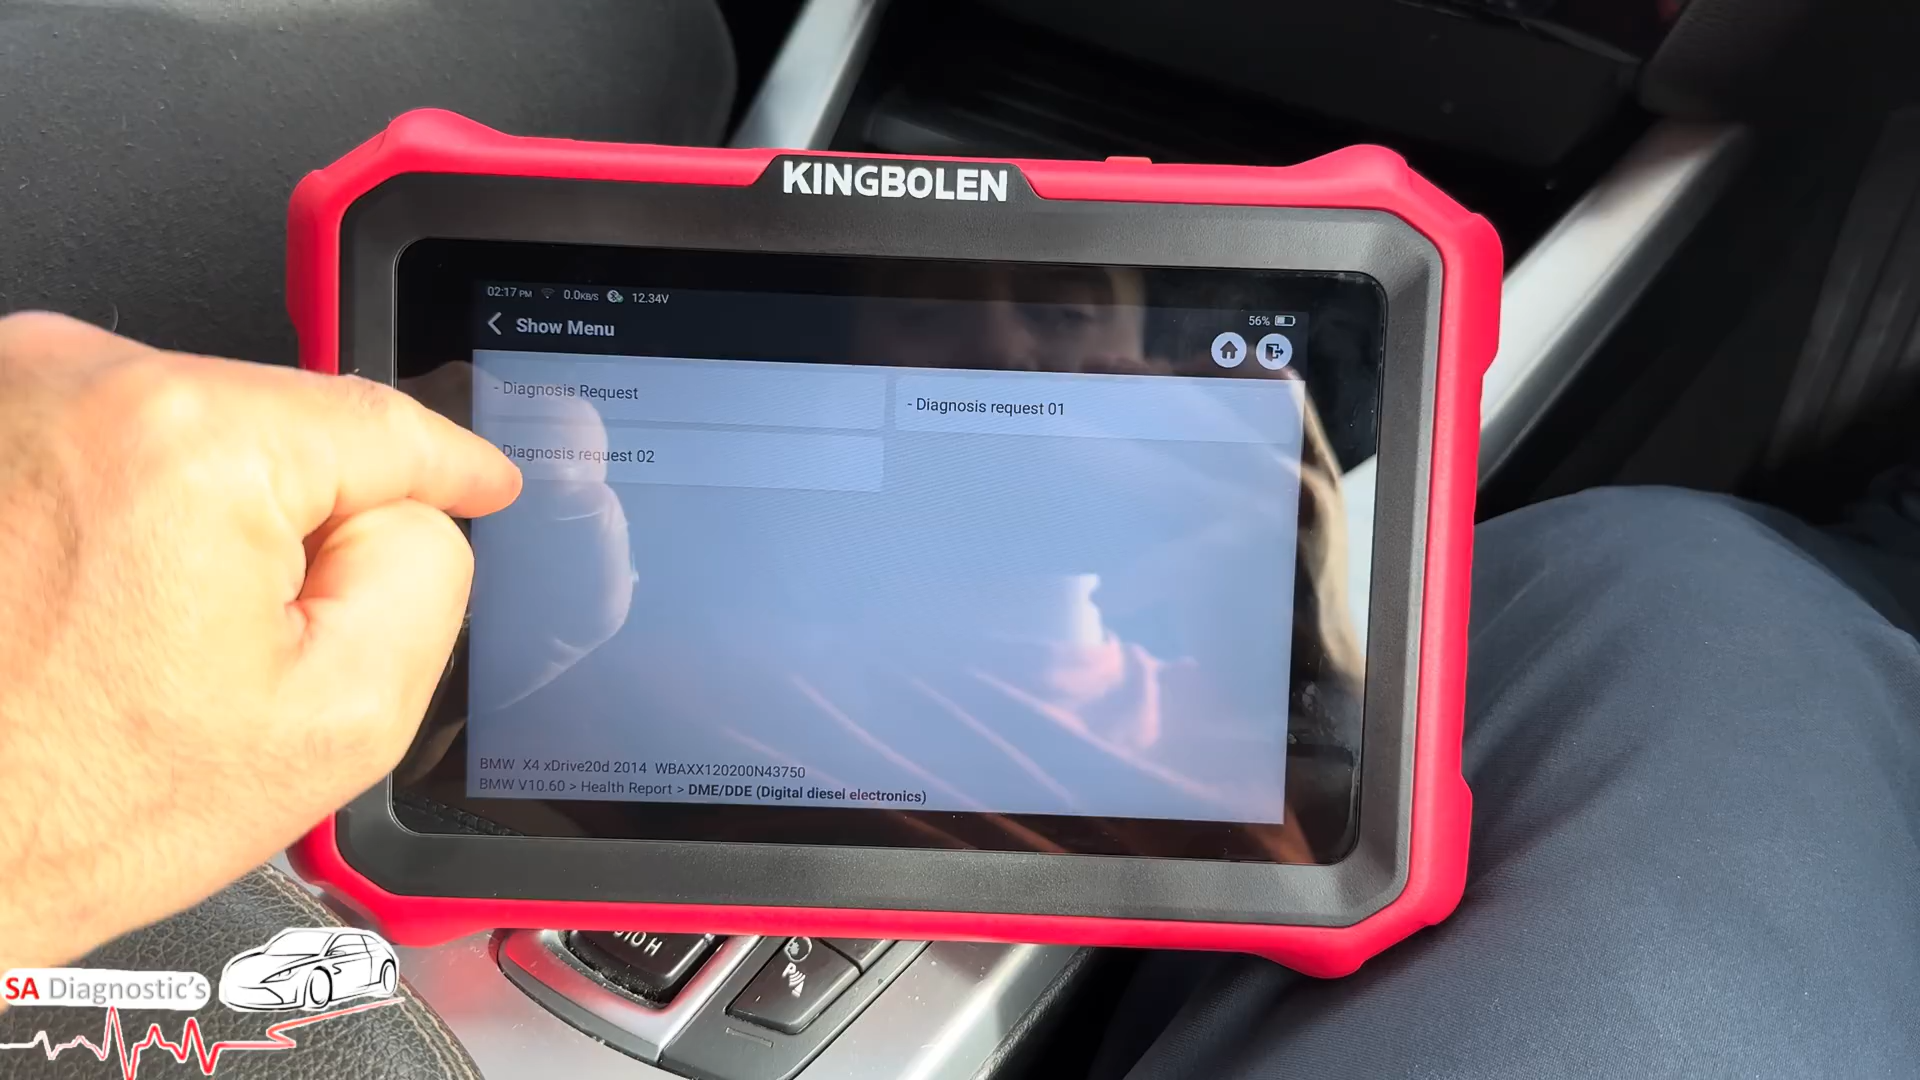 KINGBOLEN
02:17 PM 0.0KB/S 12.34V
56%
Show Menu
- Diagnosis Request
- Diagnosis request 01
Diagnosis request 02
BMW X4 xDrive20d 2014 WBAXX120200N43750
BMW V10.60 > Health Report > DME/DDE (Digital diesel electronics)
H
P
SA Diagnostic's